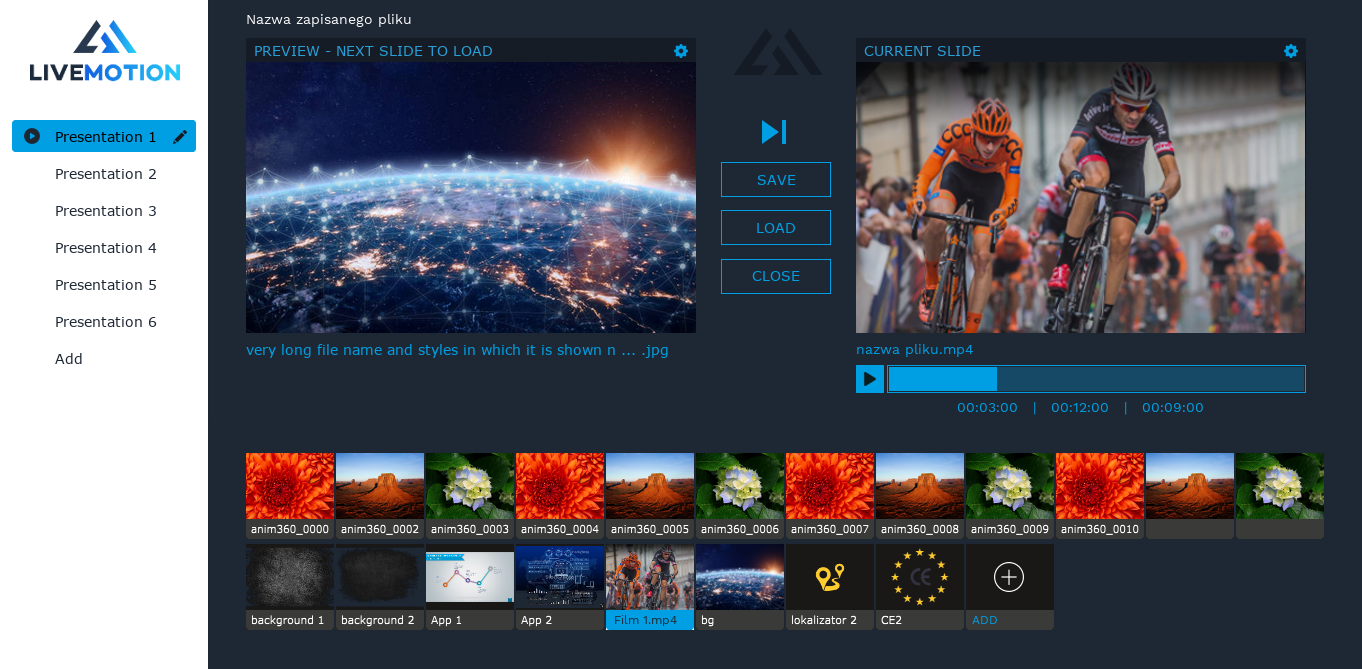 LIVEMOTION
Presentation 1
Presentation 2
Presentation 3
Presentation 4
Presentation 5
Presentation 6
Add
Nazwa zapisanego pliku
PREVIEW - NEXT SLIDE TO LOAD
very long file name and styles in which it is shown n ... .jpg
SAVE
LOAD
CLOSE
CURRENT SLIDE
CCC
nazwa pliku.mp4
00:03:00 | 00:12:00 | 00:09:00
anim360_0000 anim360_0002 anim360_0003 anim360_0004 anim360_0005 anim360_0006 anim360_0007 anim360_0008 anim360_0009 anim360_0010
CE
background 1 background 2 App 1 App 2 Film 1.mp4 bg lokalizator 2 CE2 ADD